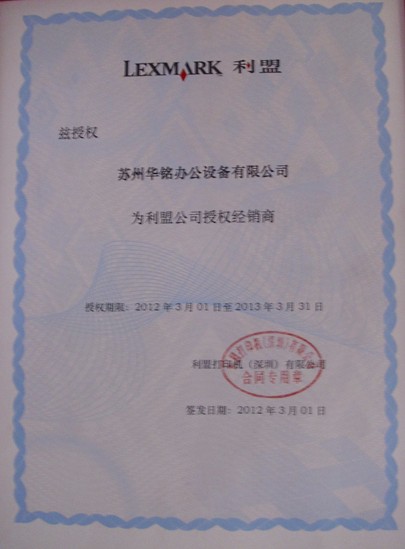 LEXMARK 利盟
兹授权
苏州华铭办公设备有限公司
为利盟公司授权经销商
授权期限：2012 年 3 月 01 日至 2013 年 3 月 31 日
利盟打印机（深圳）有限公司
合同专用章
签发日期：2012 年 3 月 01 日